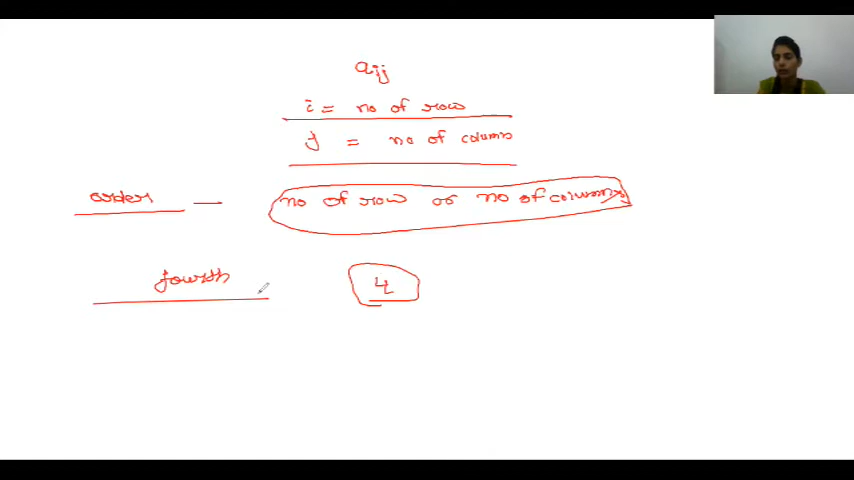 aij
i = no of row
j = no of column
order — no of row or no of columns
fourth 4